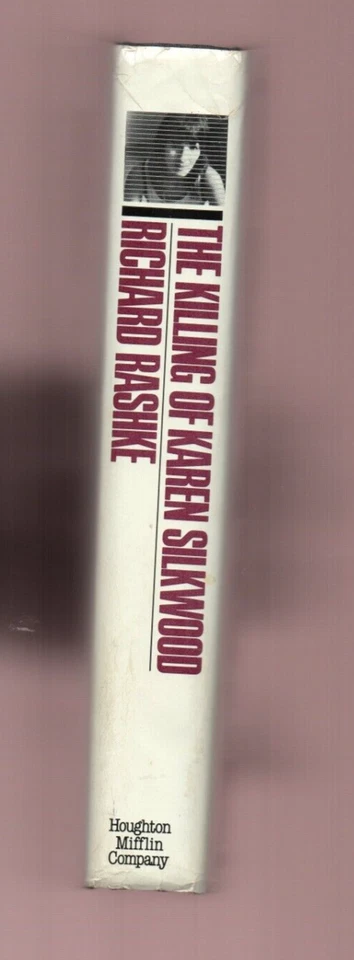 THE KILLING OF KAREN SILKWOOD
RICHARD RASHKE
Houghton
Mifflin
Company